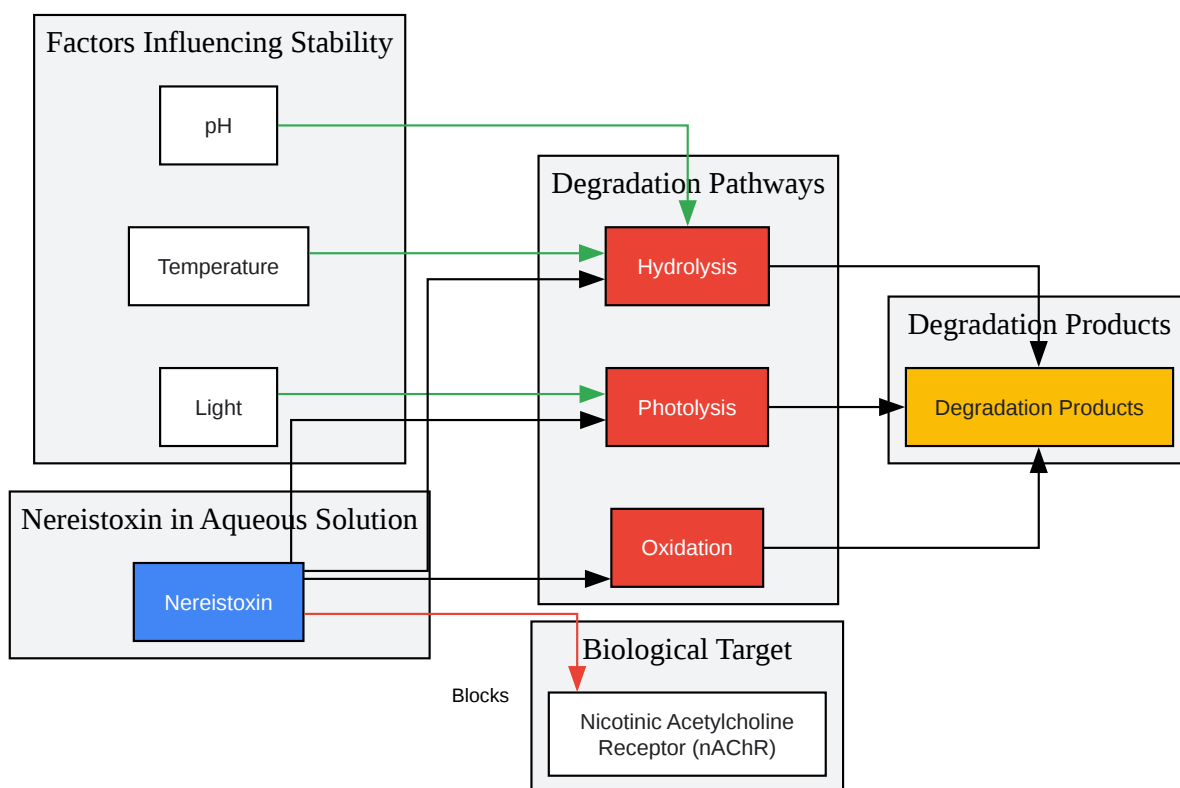 Factors Influencing Stability
pH
Temperature
Light
Nereistoxin in Aqueous Solution
Nereistoxin
Degradation Pathways
Hydrolysis
Photolysis
Oxidation
Degradation Products
Degradation Products
Blocks
Biological Target
Nicotinic Acetylcholine
Receptor (nAChR)